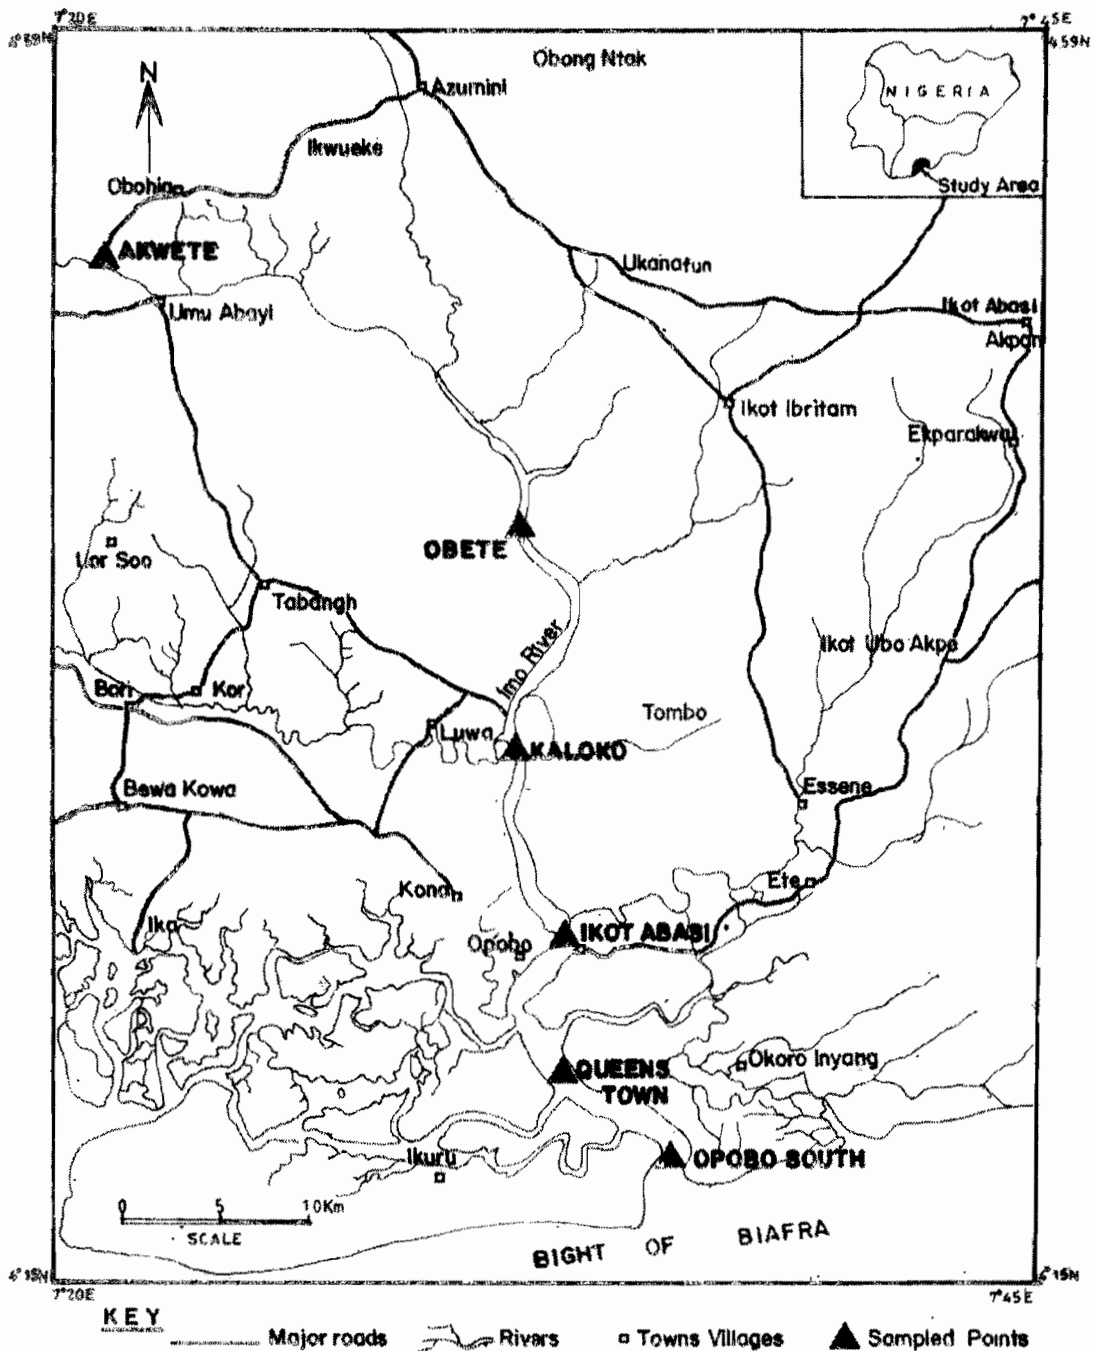 7°20E
7°45E
4°59N
4 59N
N
Obong Ntak
Azumini
NIGERIA
Ikwueke
Obohia
Study Area
AKWETE
Ukanafun
Umu Abayi
Ikot Abasi
Akpan
Ikot Ibritam
Ekparakwa
OBETE
Lor Soo
Tabangh
Imo River
Ikot Ubo Akpa
Bori
Kor
Tombo
Luwa
KALOKO
Bewa Kowa
Essene
Kona
Ete
Ika
IKOT ABASI
Opobo
Okoro Inyang
QUEENS
TOWN
Ikuru
OPOBO SOUTH
0 5 10Km
SCALE
BIGHT OF BIAFRA
4°15N
4°15N
7°20E
7°45E
KEY
Major roads Rivers Towns Villages Sampled Points